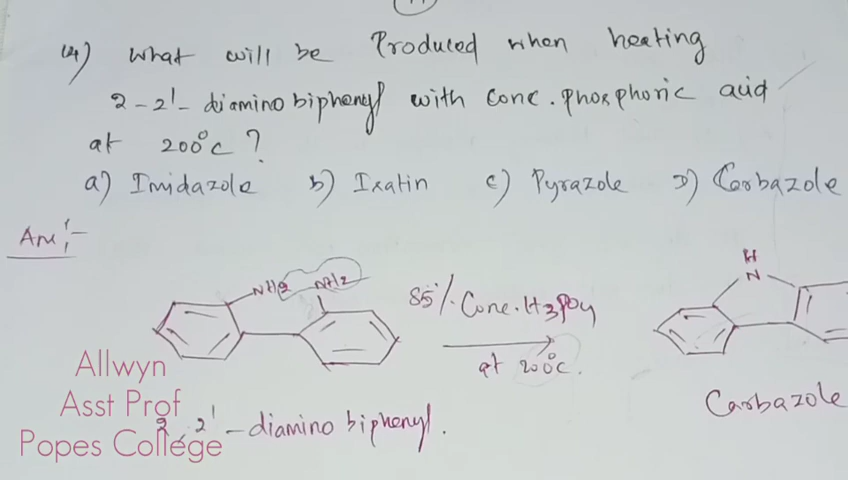 14) What will be Produced when heating
2-2'- diamino biphenyl with conc. phosphoric acid
at 200°C?
a) Imidazole b) Isatin c) Pyrazole D) Carbazole
Ans:-
NH2 NH2
85% Conc. H3PO4
at 200°C.
H
N
Carbazole
2,2'-diamino biphenyl.
Allwyn
Asst Prof
Popes College